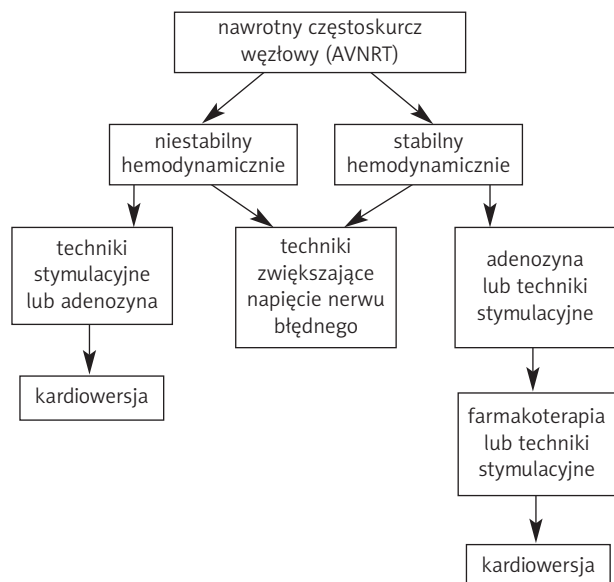 nawrotny częstoskurcz
węzłowy (AVNRT)
niestabilny
hemodynamicznie
stabilny
hemodynamicznie
techniki
stymulacyjne
lub adenozyna
techniki
zwiększające
napięcie nerwu
błędnego
adenozyna
lub techniki
stymulacyjne
kardiowersja
farmakoterapia
lub techniki
stymulacyjne
kardiowersja